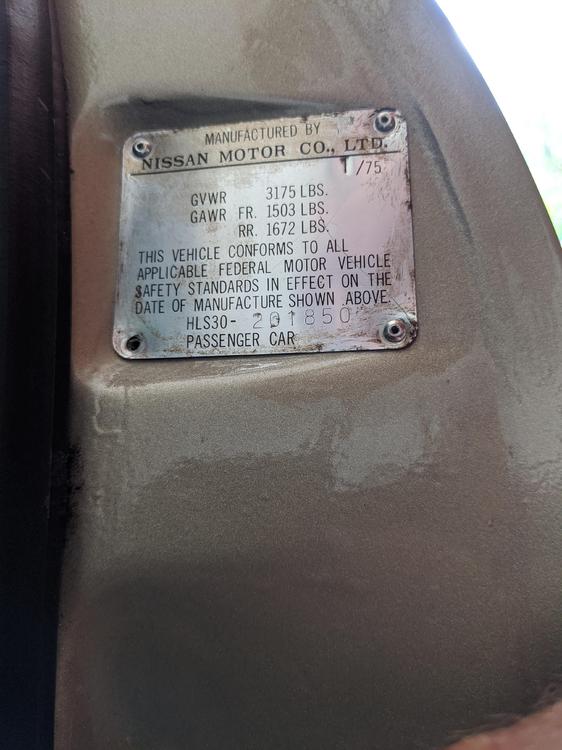 MANUFACTURED BY
NISSAN MOTOR CO., LTD.
1/75
GVWR 3175 LBS.
GAWR FR. 1503 LBS.
RR. 1672 LBS.
THIS VEHICLE CONFORMS TO ALL
APPLICABLE FEDERAL MOTOR VEHICLE
SAFETY STANDARDS IN EFFECT ON THE
DATE OF MANUFACTURE SHOWN ABOVE.
HLS30- 201850
PASSENGER CAR